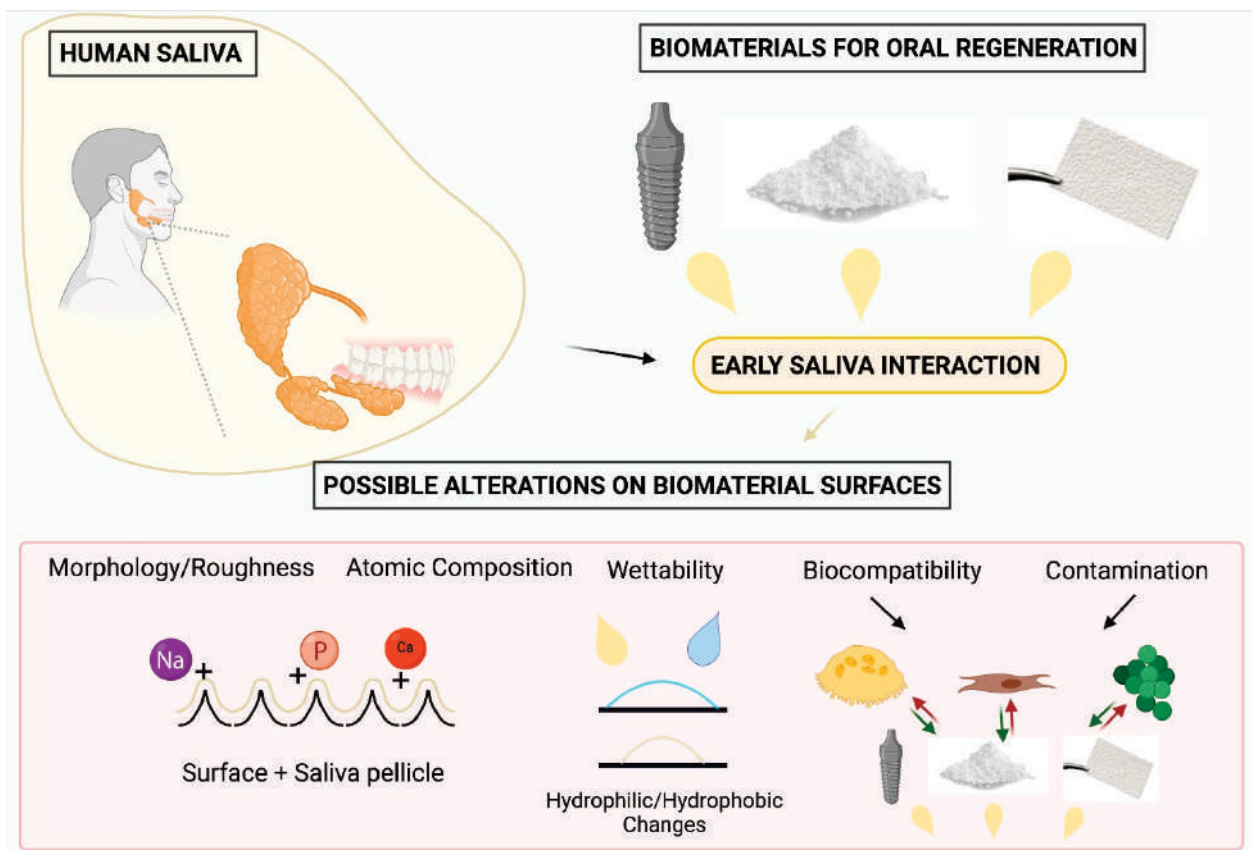 HUMAN SALIVA
BIOMATERIALS FOR ORAL REGENERATION
EARLY SALIVA INTERACTION
POSSIBLE ALTERATIONS ON BIOMATERIAL SURFACES
Morphology/Roughness
Atomic Composition
Wettability
Biocompatibility
Contamination
Na
+
P
+
Ca
+
Surface + Saliva pellicle
Hydrophilic/Hydrophobic
Changes